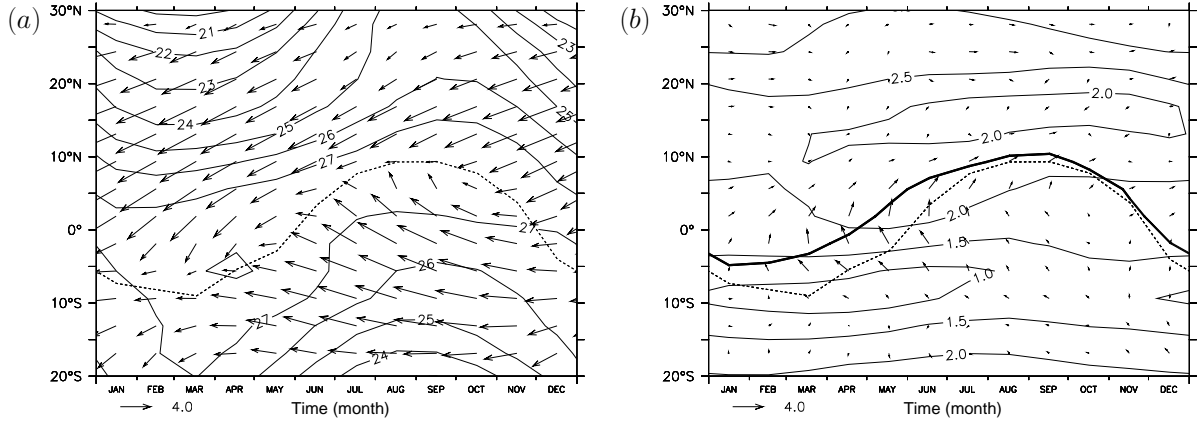 (a)
30°N
20°N
10°N
0°
10°S
20°S
21
22
23
24
25
26
27
23
25
27
26
27
25
24
JAN FEB MAR APR MAY JUN JUL AUG SEP OCT NOV DEC
4.0
Time (month)
(b)
30°N
20°N
10°N
0°
10°S
20°S
2.5
2.0
2.0
2.0
1.5
1.0
1.5
2.0
JAN FEB MAR APR MAY JUN JUL AUG SEP OCT NOV DEC
4.0
Time (month)